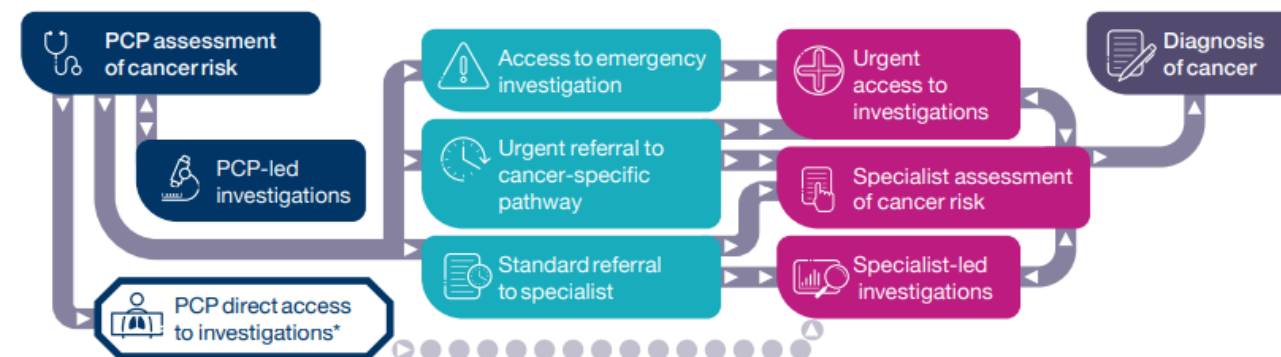 PCP assessment
of cancer risk
PCP-led
investigations
PCP direct access
to investigations*
Access to emergency
investigation
Urgent referral to
cancer-specific
pathway
Standard referral
to specialist
Urgent
access to
investigations
Specialist assessment
of cancer risk
Specialist-led
investigations
Diagnosis
of cancer